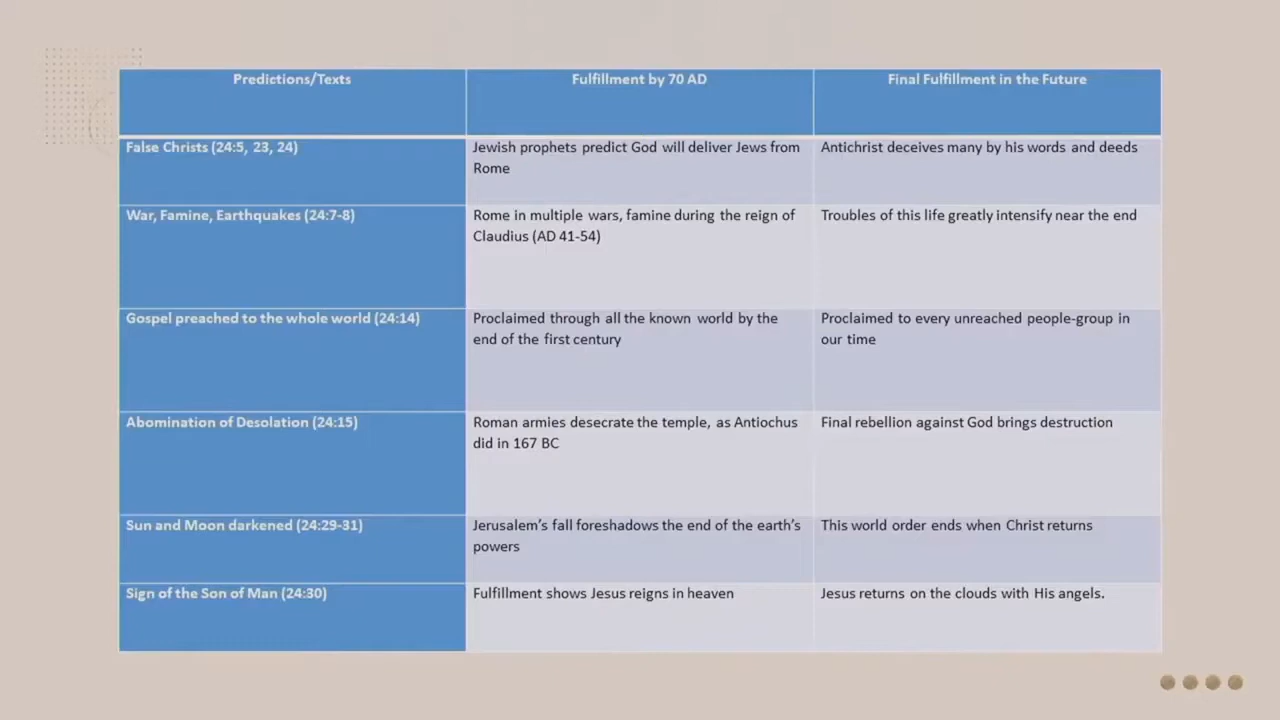 Predictions/Texts
Fulfillment by 70 AD
Final Fulfillment in the Future
False Christs (24:5, 23, 24)
Jewish prophets predict God will deliver Jews from
Rome
Antichrist deceives many by his words and deeds
War, Famine, Earthquakes (24:7-8)
Rome in multiple wars, famine during the reign of
Claudius (AD 41-54)
Troubles of this life greatly intensify near the end
Gospel preached to the whole world (24:14)
Proclaimed through all the known world by the
end of the first century
Proclaimed to every unreached people-group in
our time
Abomination of Desolation (24:15)
Roman armies desecrate the temple, as Antiochus
did in 167 BC
Final rebellion against God brings destruction
Sun and Moon darkened (24:29-31)
Jerusalem’s fall foreshadows the end of the earth’s
powers
This world order ends when Christ returns
Sign of the Son of Man (24:30)
Fulfillment shows Jesus reigns in heaven
Jesus returns on the clouds with His angels.